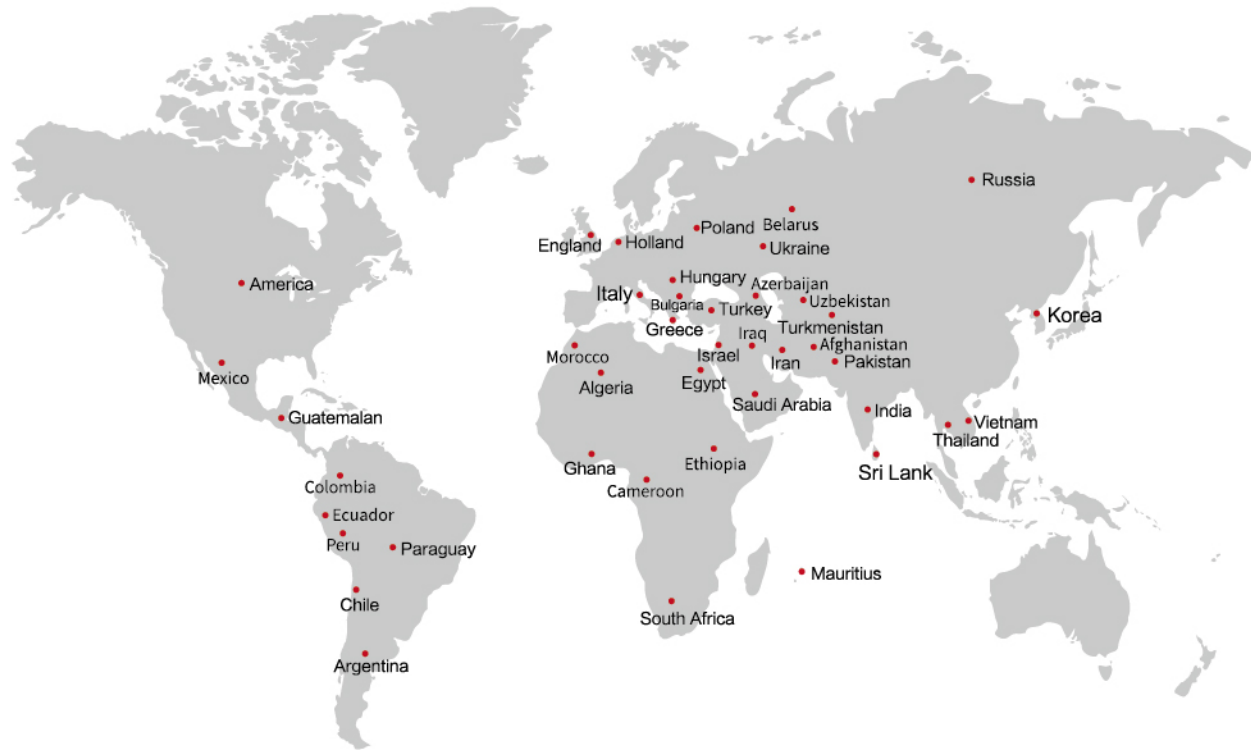 Russia
Belarus
Poland
England
Holland
Ukraine
Hungary
America
Azerbaijan
Italy
Uzbekistan
Bulgaria
Turkey
Korea
Greece
Turkmenistan
Iraq
Afghanistan
Morocco
Israel
Iran
Pakistan
Mexico
Algeria
Egypt
Saudi Arabia
India
Guatemalan
Vietnam
Thailand
Ghana
Ethiopia
Sri Lank
Colombia
Cameroon
Ecuador
Peru
Paraguay
Mauritius
Chile
South Africa
Argentina